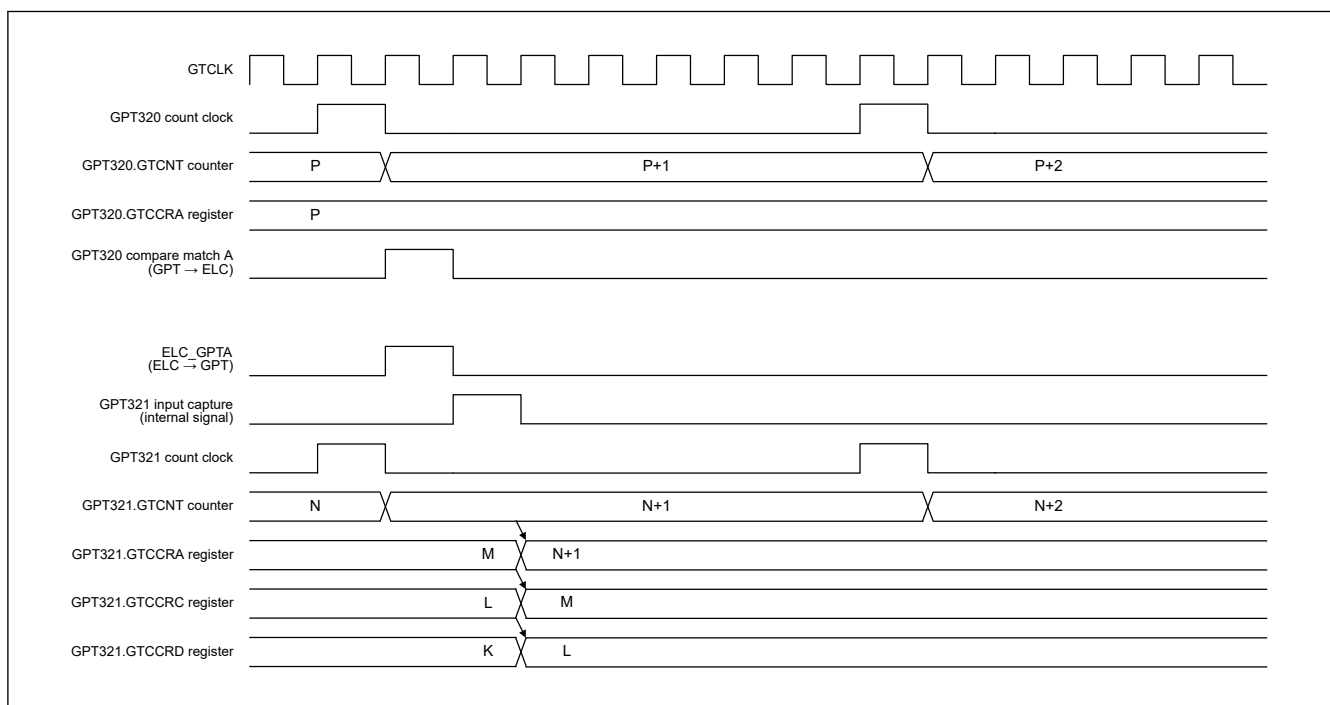 GTCLK
GPT320 count clock
GPT320.GTCNT counter
P
P+1
P+2
GPT320.GTCCRA register
P
GPT320 compare match A
(GPT → ELC)
ELC_GPTA
(ELC → GPT)
GPT321 input capture
(internal signal)
GPT321 count clock
GPT321.GTCNT counter
N
N+1
N+2
GPT321.GTCCRA register
M
N+1
GPT321.GTCCRC register
L
M
GPT321.GTCCRD register
K
L